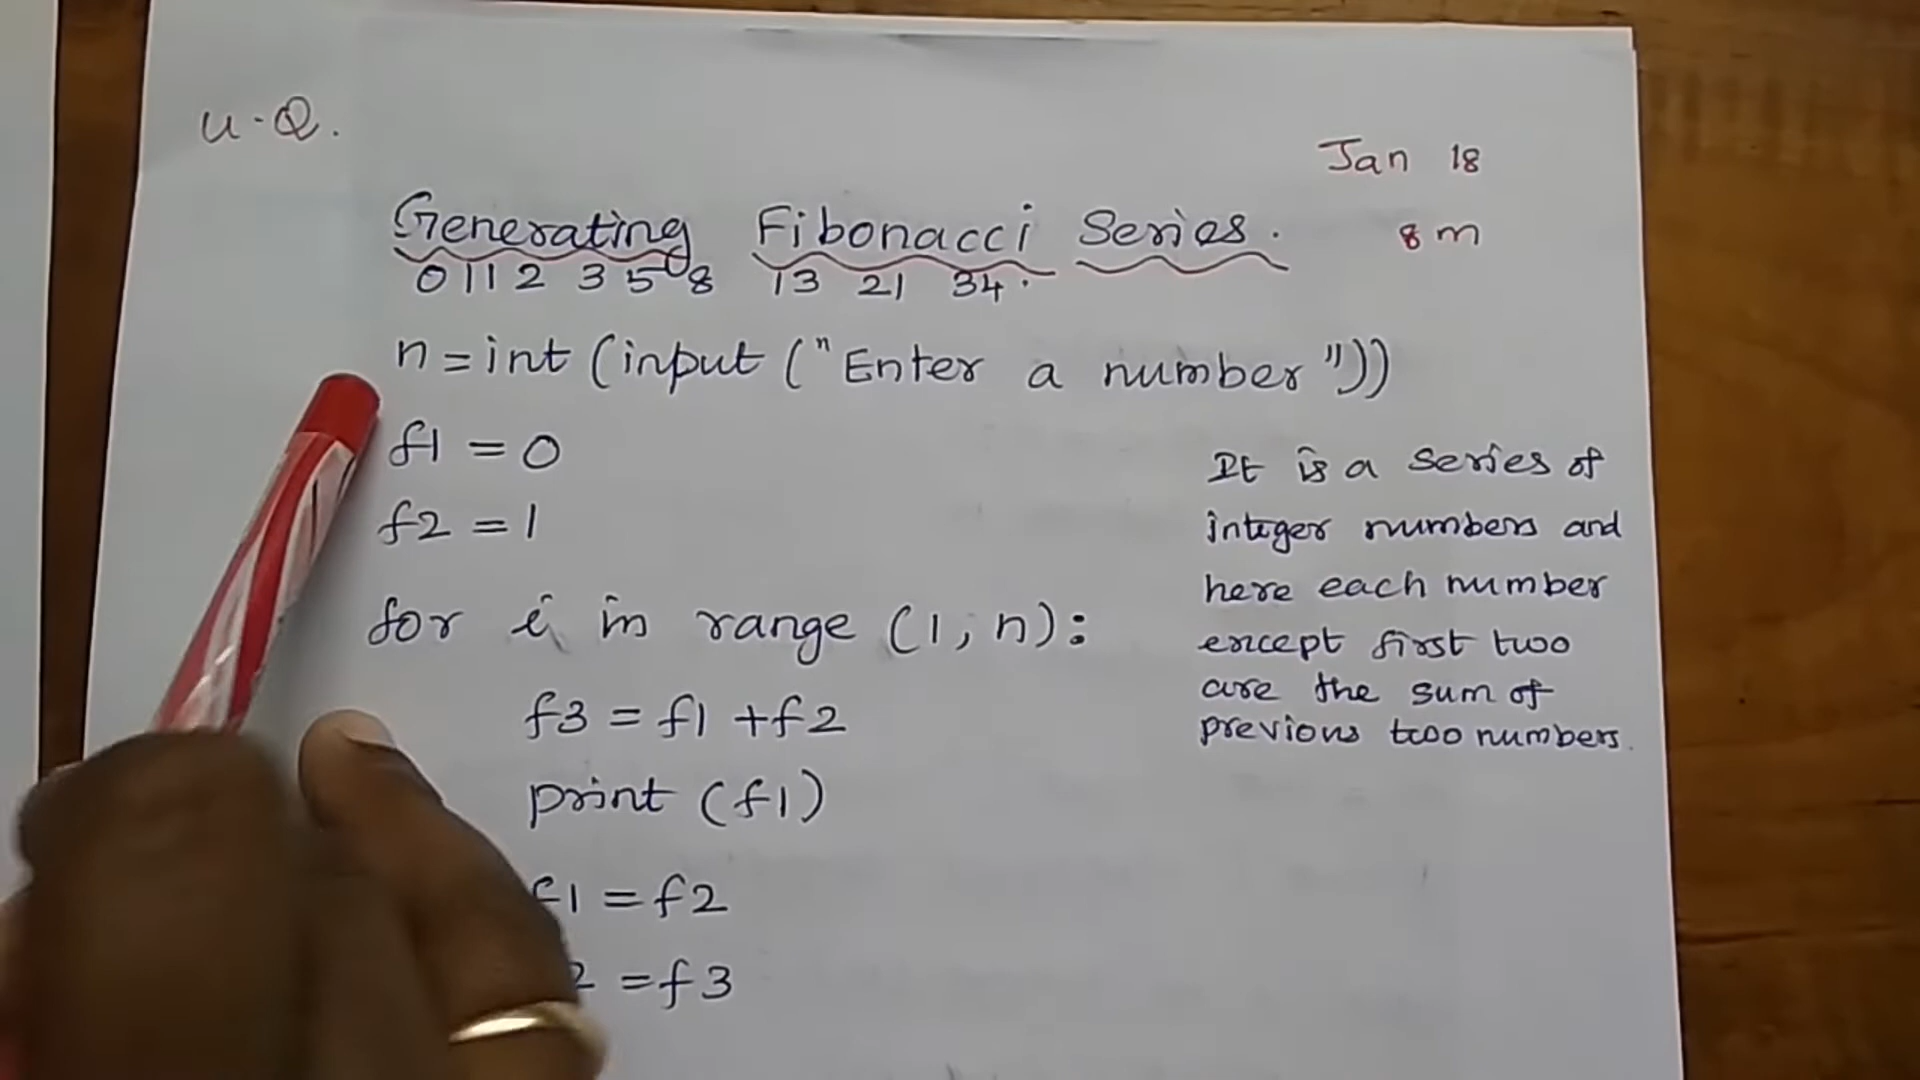 U.Q.
Jan 18
Generating Fibonacci Series.
8 m
0 1 1 2 3 5 8 13 21 34.
n = int (input ("Enter a number"))
f1 = 0
f2 = 1
for i in range (1, n):
f3 = f1 + f2
print (f1)
f1 = f2
2 = f3
It is a series of
integer numbers and
here each number
except first two
are the sum of
previous two numbers.